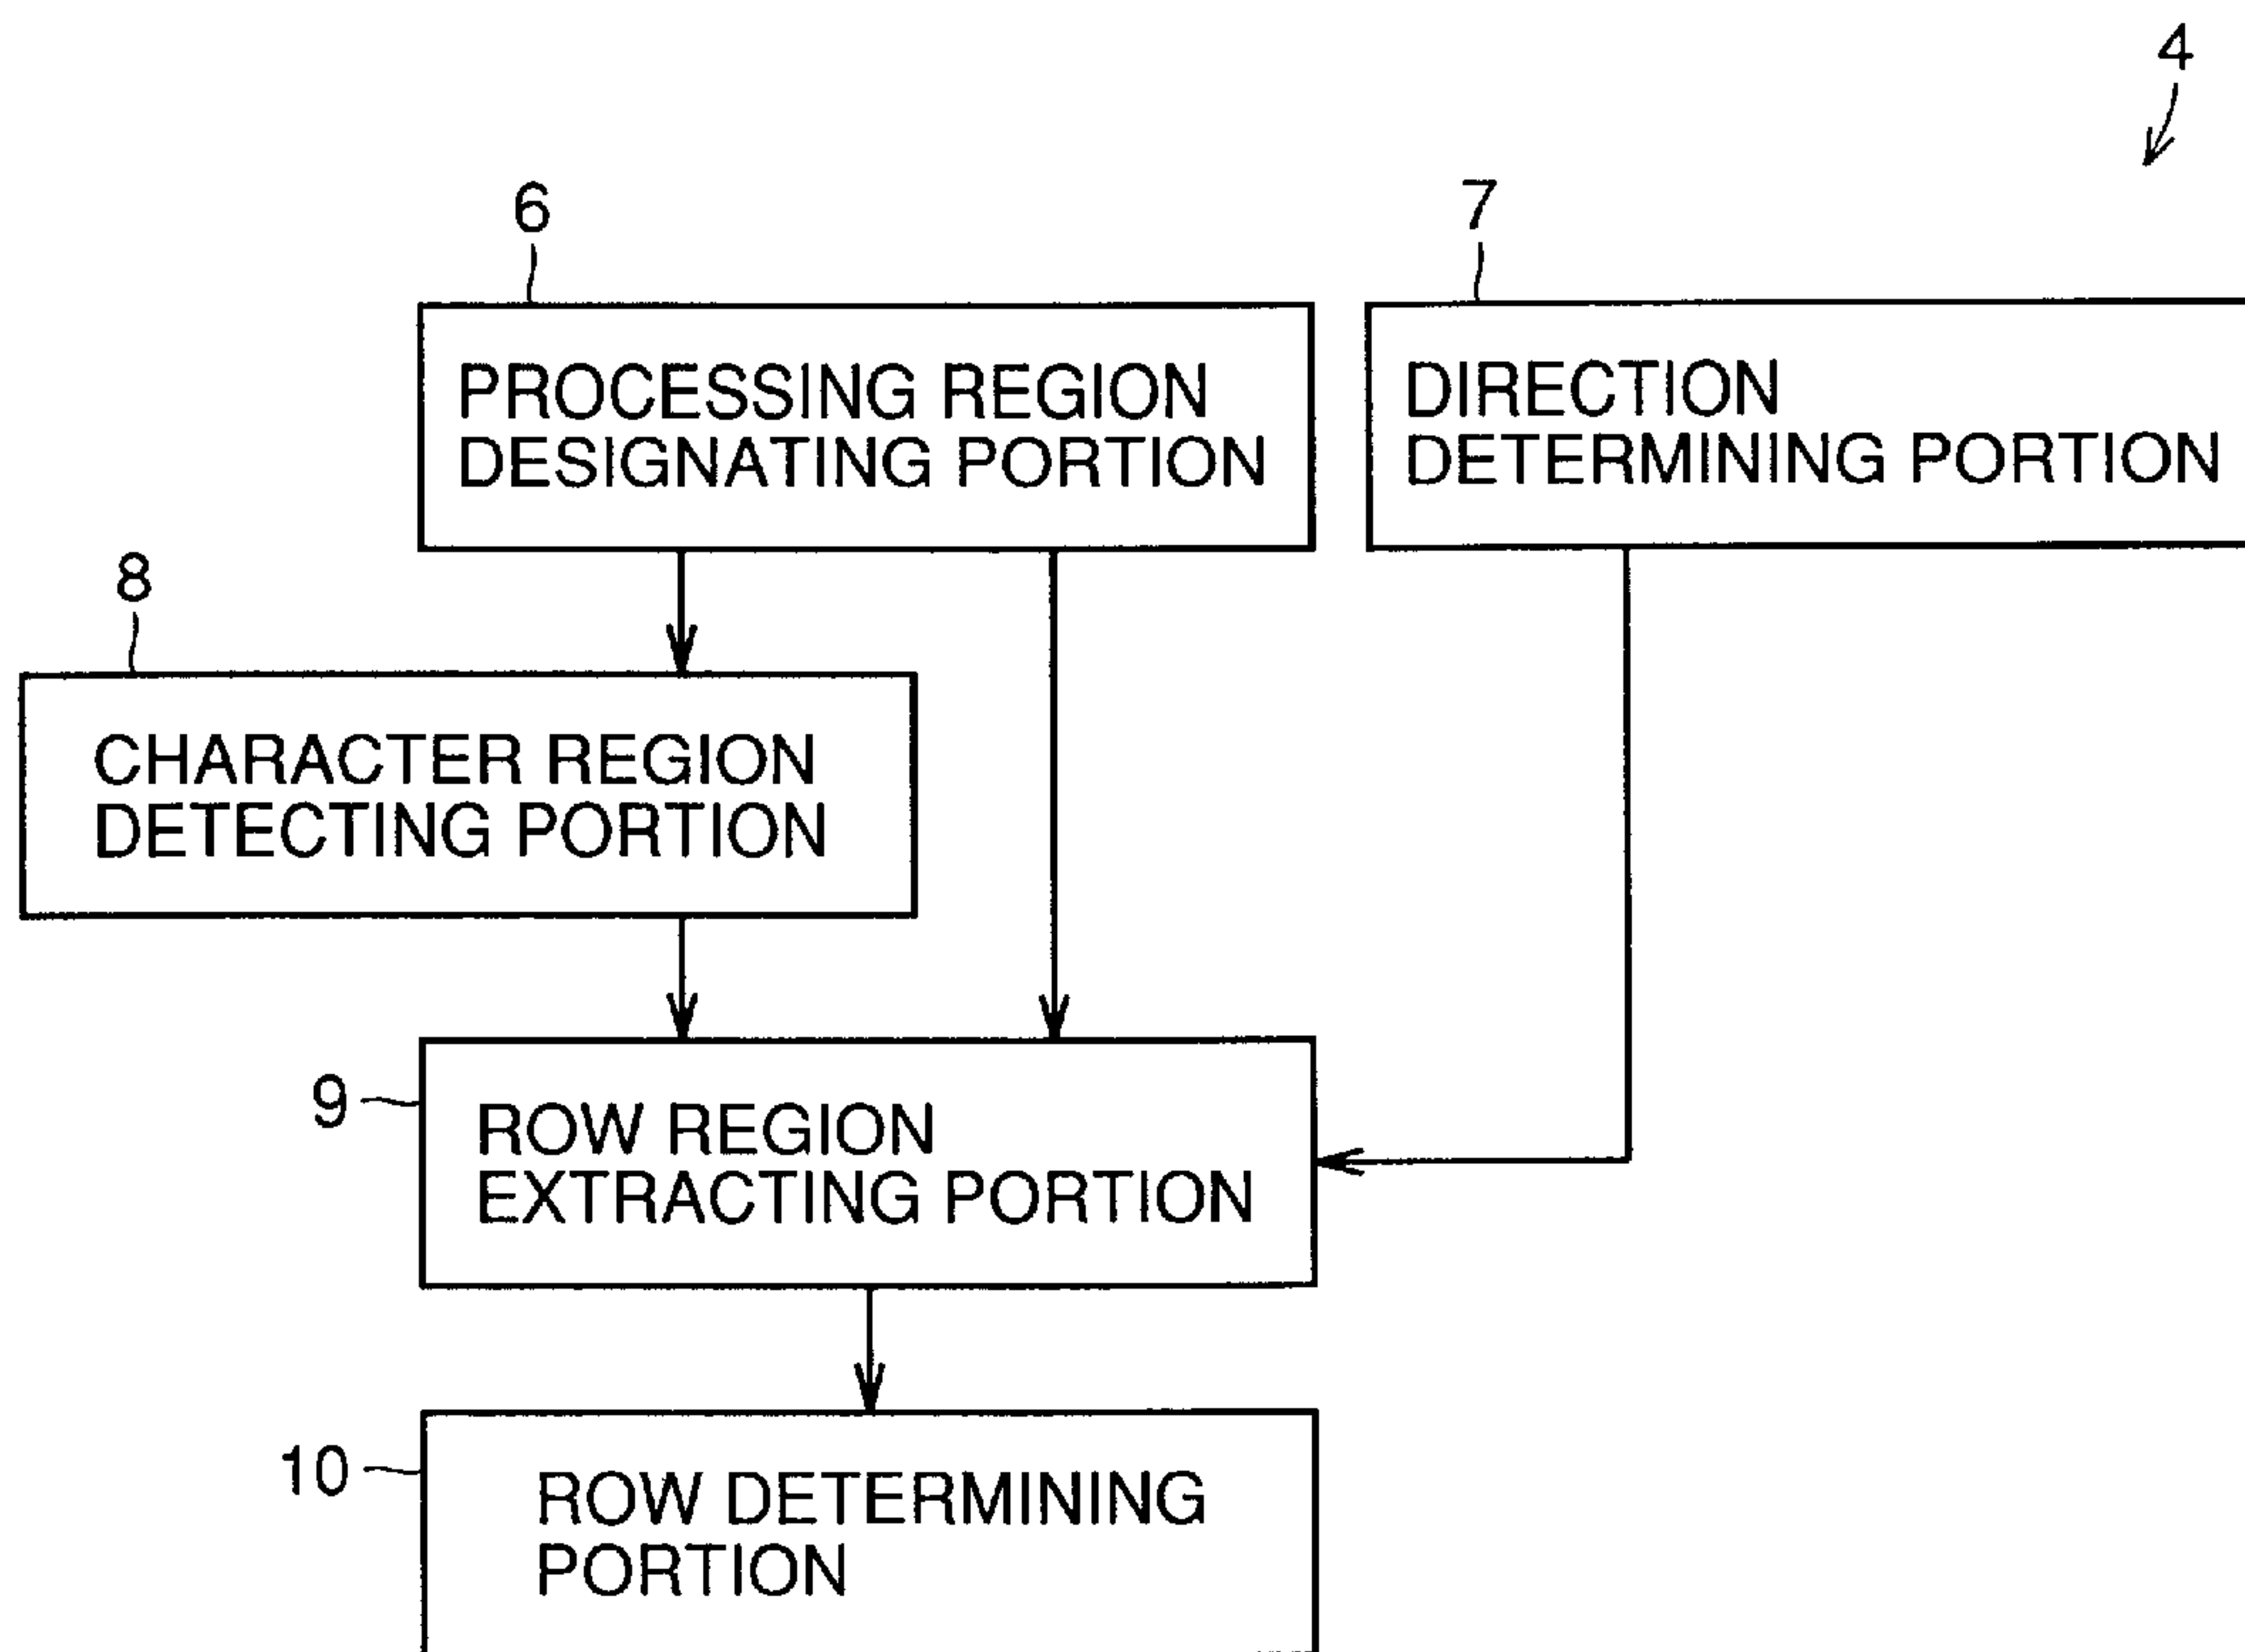 4
6
7
PROCESSING REGION
DESIGNATING PORTION
DIRECTION
DETERMINING PORTION
8
CHARACTER REGION
DETECTING PORTION
9
ROW REGION
EXTRACTING PORTION
10
ROW DETERMINING
PORTION